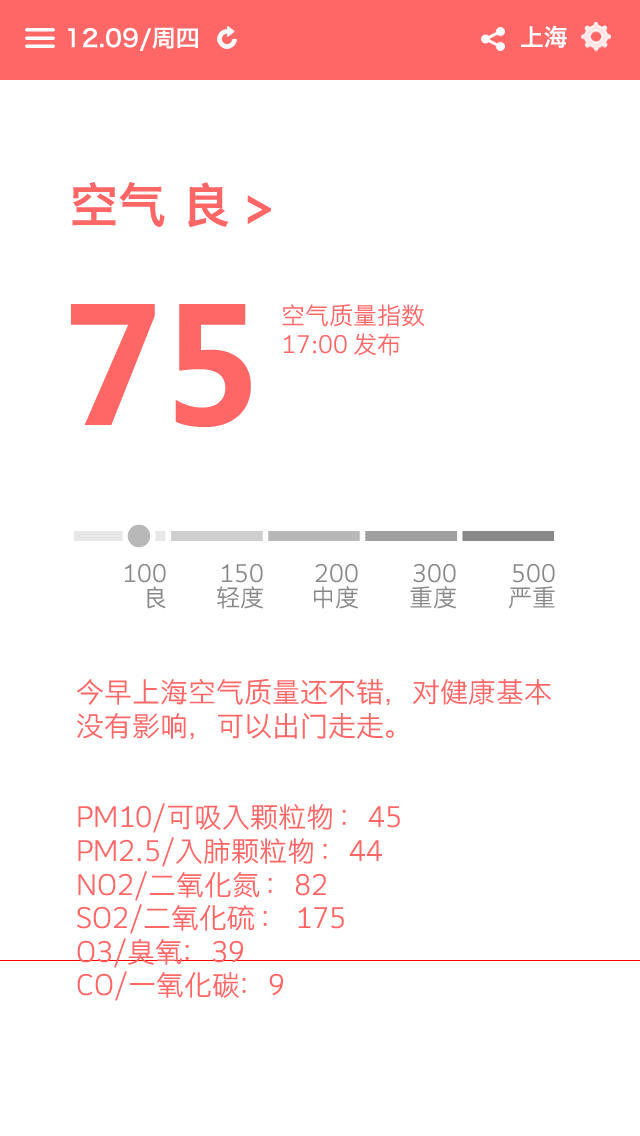 12.09/周四
上海
空气 良 >
75
空气质量指数
17:00 发布
100 150 200 300 500
良 轻度 中度 重度 严重
今早上海空气质量还不错，对健康基本
没有影响，可以出门走走。
PM10/可吸入颗粒物： 45
PM2.5/入肺颗粒物： 44
NO2/二氧化氮： 82
SO2/二氧化硫： 175
O3/臭氧： 39
CO/一氧化碳： 9